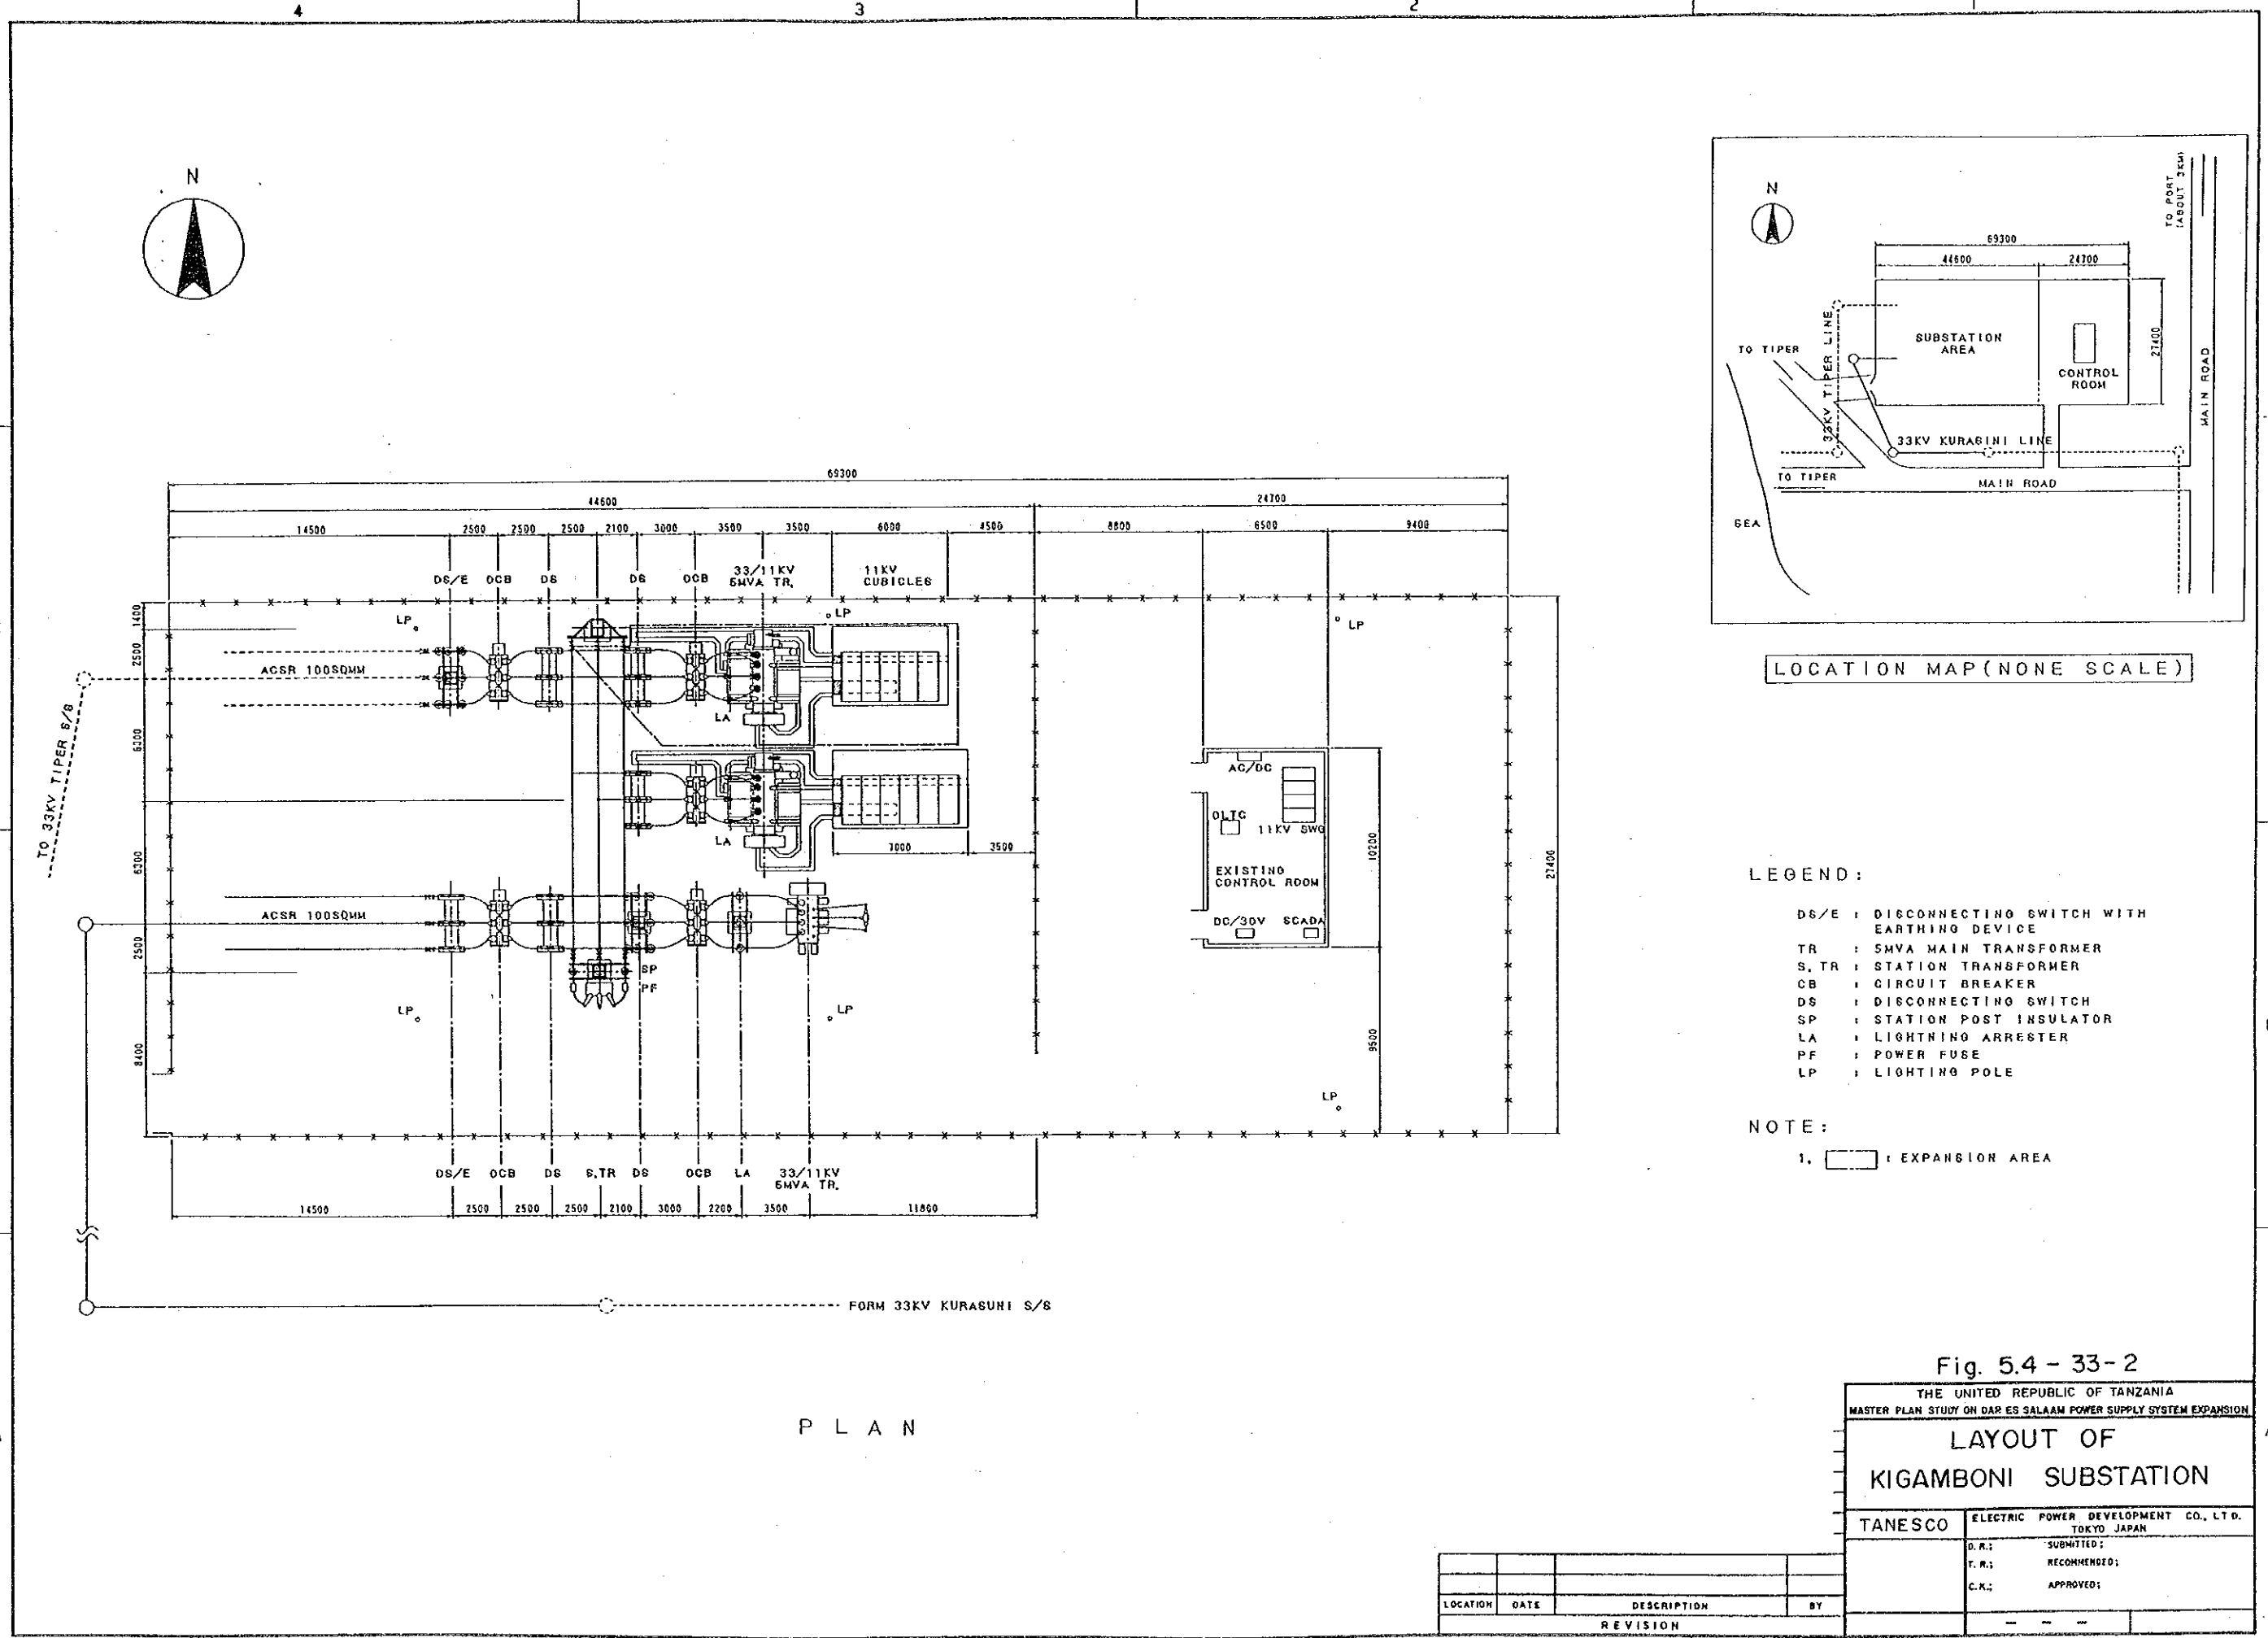 4
3
2
N
N
TO PORT
(ABOUT 3KM)
69300
44600
24700
27400
33KV TIPER LINE
TO TIPER
SUBSTATION
AREA
CONTROL
ROOM
MAIN ROAD
33KV KURASINI LINE
TO TIPER
MAIN ROAD
SEA
LOCATION MAP(NONE SCALE)
69300
44600
24700
14500
2500
2500
2500
2100
3000
3500
3500
6000
4500
8800
6500
9400
DS/E
OCB
DS
DS
OCB
33/11KV
5MVA TR.
11KV
CUBICLES
1400
2500
6300
6300
2500
8400
LP
LP
LP
ACSR 100SQMM
LA
TO 33KV TIPER S/S
LA
7000
3500
AC/DC
OLTC
11KV SWG
EXISTING
CONTROL ROOM
DC/30V
SCADA
10200
9500
27400
ACSR 100SQMM
SP
PF
LP
LP
LP
DS/E
OCB
DS
S.TR
DS
OCB
LA
33/11KV
5MVA TR.
14500
2500
2500
2500
2100
3000
2200
3500
11800
FORM 33KV KURASUNI S/S
PLAN
LEGEND:
DS/E : DISCONNECTING SWITCH WITH
EARTHING DEVICE
TR : 5MVA MAIN TRANSFORMER
S.TR : STATION TRANSFORMER
CB : CIRCUIT BREAKER
DS : DISCONNECTING SWITCH
SP : STATION POST INSULATOR
LA : LIGHTNING ARRESTER
PF : POWER FUSE
LP : LIGHTING POLE
NOTE:
1. : EXPANSION AREA
Fig. 5.4 - 33-2
THE UNITED REPUBLIC OF TANZANIA
MASTER PLAN STUDY ON DAR ES SALAAM POWER SUPPLY SYSTEM EXPANSION
LAYOUT OF
KIGAMBONI SUBSTATION
TANESCO
ELECTRIC POWER DEVELOPMENT CO., LTD.
TOKYO JAPAN
D.R.; SUBMITTED;
T.R.; RECOMMENDED;
C.K.; APPROVED;
LOCATION DATE DESCRIPTION BY
REVISION